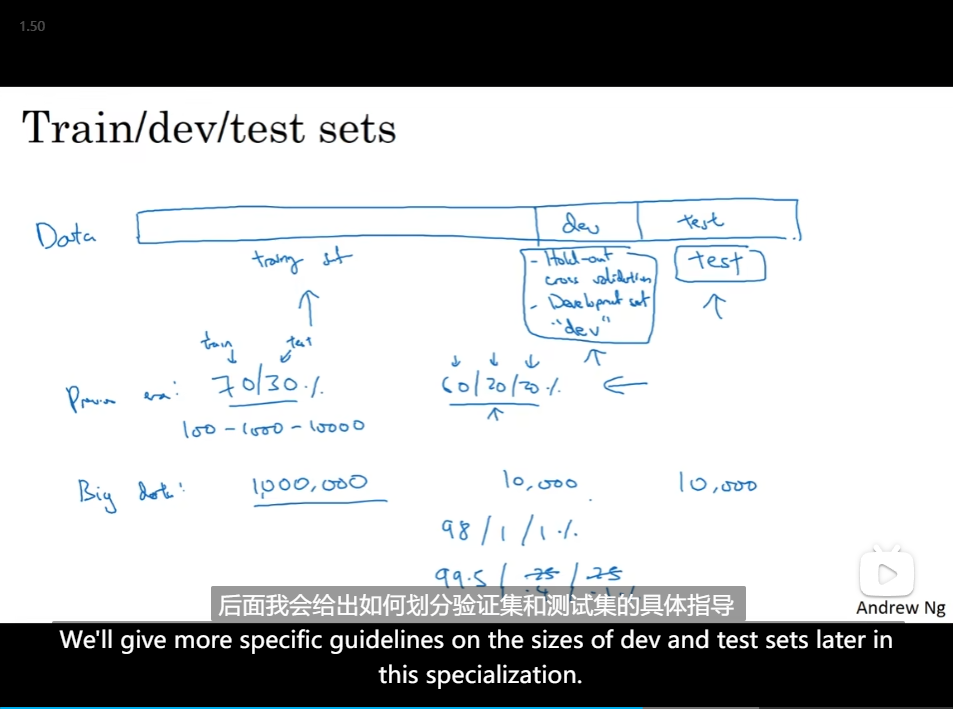 1.50
Train/dev/test sets
Data
dev
test
training set
- Hold-out
cross validation
- Development set
"dev"
test
train
test
70/30 %
60/20/20 %
Previous era:
100 - 1000 - 10000
Big data:
1,000,000
10,000
10,000
98 / 1 / 1 %
99.5 / .25 / .25
.4 .1 %
Andrew Ng
后面我会给出如何划分验证集和测试集的具体指导
We'll give more specific guidelines on the sizes of dev and test sets later in
this specialization.